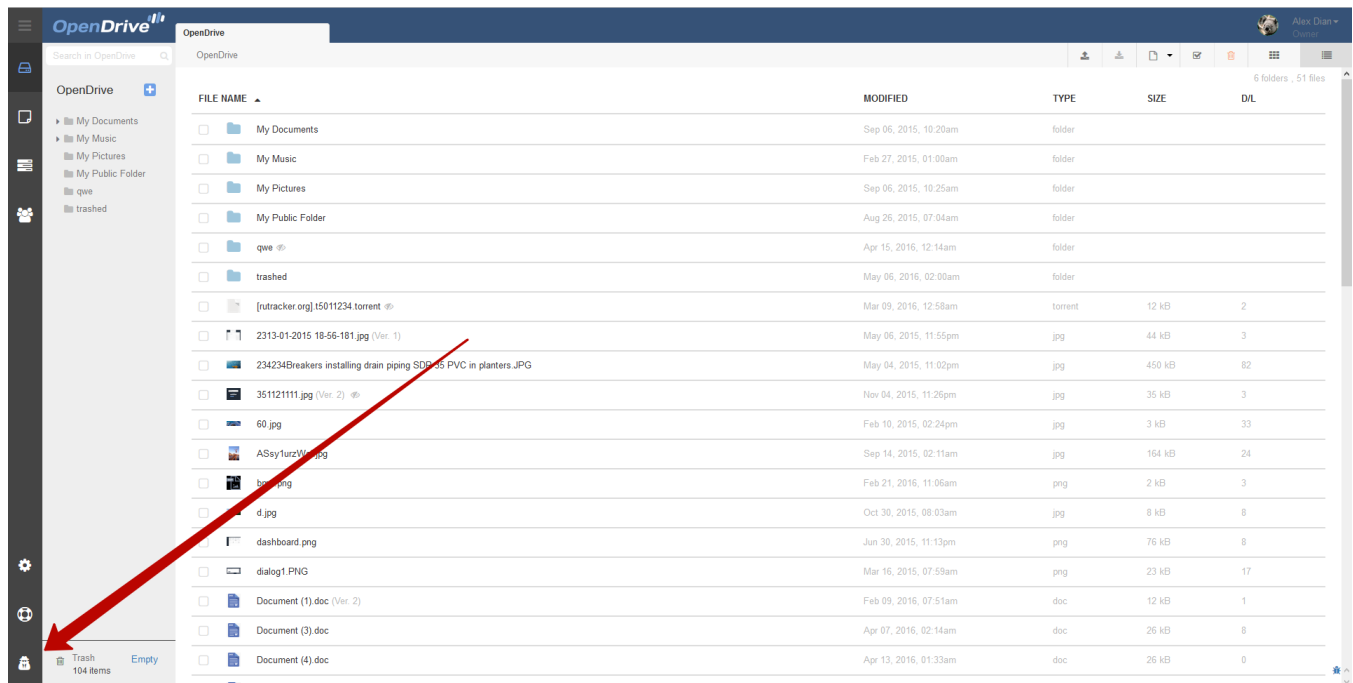 OpenDrive
OpenDrive
Alex Dian
Owner
Search in OpenDrive
OpenDrive
6 folders , 51 files
OpenDrive
My Documents
My Music
My Pictures
My Public Folder
qwe
trashed
FILE NAME MODIFIED TYPE SIZE D/L
My Documents Sep 06, 2015, 10:20am folder
My Music Feb 27, 2015, 01:00am folder
My Pictures Sep 06, 2015, 10:25am folder
My Public Folder Aug 26, 2015, 07:04am folder
qwe Apr 15, 2016, 12:14am folder
trashed May 06, 2016, 02:00am folder
[rutracker.org].t5011234.torrent Mar 09, 2016, 12:58am torrent 12 kB 2
2313-01-2015 18-56-181.jpg (Ver. 1) May 06, 2015, 11:55pm jpg 44 kB 3
234234Breakers installing drain piping SDR 35 PVC in planters.JPG May 04, 2015, 11:02pm jpg 450 kB 82
351121111.jpg (Ver. 2) Nov 04, 2015, 11:26pm jpg 35 kB 3
60.jpg Feb 10, 2015, 02:24pm jpg 3 kB 33
Sep 14, 2015, 02:11am jpg 164 kB 24
Feb 21, 2016, 11:06am png 2 kB 3
d.jpg Oct 30, 2015, 08:03am jpg 8 kB 8
dashboard.png Jun 30, 2015, 11:13pm png 76 kB 8
dialog1.PNG Mar 16, 2015, 07:59am png 23 kB 17
Document (1).doc (Ver. 2) Feb 09, 2016, 07:51am doc 12 kB 1
Document (3).doc Apr 07, 2016, 02:14am doc 26 kB 8
Document (4).doc Apr 13, 2016, 01:33am doc 26 kB 0
Trash Empty
104 items